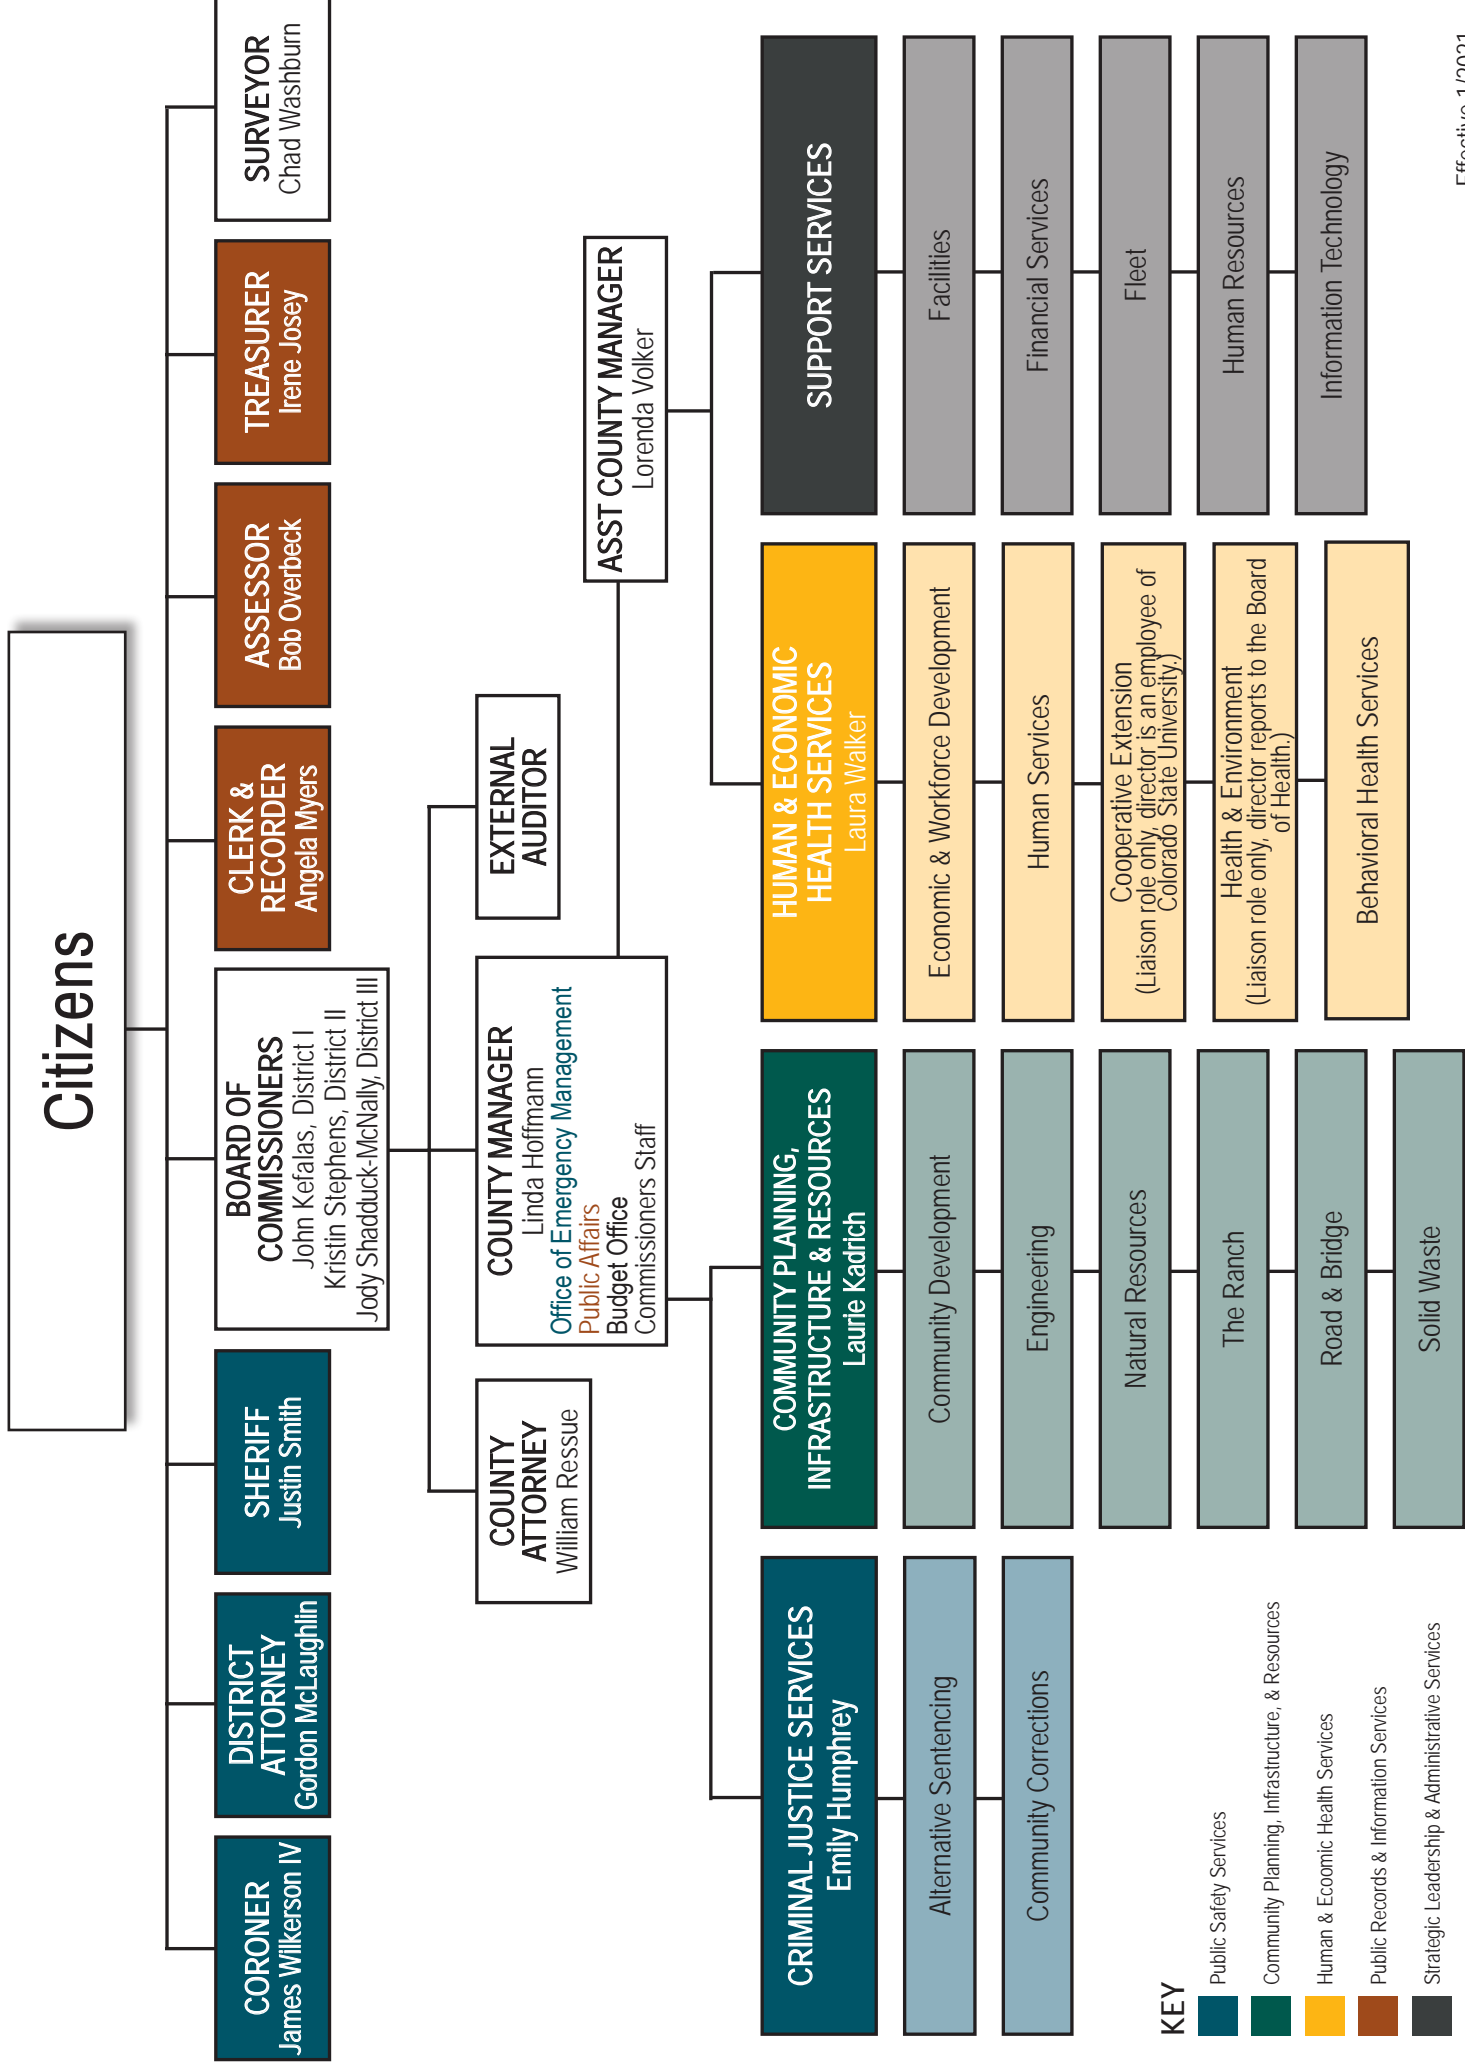 Citizens
CORONER
James Wilkerson IV
DISTRICT
ATTORNEY
Gordon McLaughlin
SHERIFF
Justin Smith
BOARD OF
COMMISSIONERS
John Kefalas, District I
Kristin Stephens, District II
Jody Shadduck-McNally, District III
CLERK &
RECORDER
Angela Myers
ASSESSOR
Bob Overbeck
TREASURER
Irene Josey
SURVEYOR
Chad Washburn
COUNTY
ATTORNEY
William Ressue
COUNTY MANAGER
Linda Hoffmann
Office of Emergency Management
Public Affairs
Budget Office
Commissioners Staff
EXTERNAL
AUDITOR
ASST COUNTY MANAGER
Lorenda Volker
CRIMINAL JUSTICE SERVICES
Emily Humphrey
Alternative Sentencing
Community Corrections
COMMUNITY PLANNING,
INFRASTRUCTURE & RESOURCES
Laurie Kadrich
Community Development
Engineering
Natural Resources
The Ranch
Road & Bridge
Solid Waste
HUMAN & ECONOMIC
HEALTH SERVICES
Laura Walker
Economic & Workforce Development
Human Services
Cooperative Extension
(Liaison role only, director is an employee of
Colorado State University.)
Health & Environment
(Liaison role only, director reports to the Board
of Health.)
Behavioral Health Services
SUPPORT SERVICES
Facilities
Financial Services
Fleet
Human Resources
Information Technology
KEY
Public Safety Services
Community Planning, Infrastructure, & Resources
Human & Ecoomic Health Services
Public Records & Information Services
Strategic Leadership & Administrative Services
Effective 1/2021